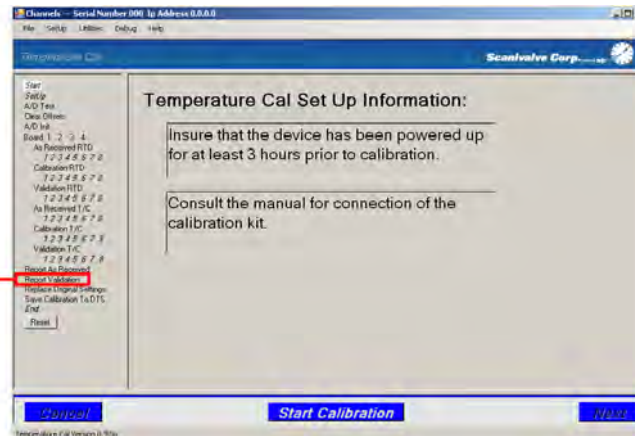 Channels -- Serial Number 000 Ip Address 0.0.0.0
File Setup Utilities Debug Help
Temperature Cal
Scanivalve Corp.
Start
SetUp
A/D Test
Clear Offsets
A/D Init
Board 1 2 3 4
As Received RTD
1 2 3 4 5 6 7 8
Calibration RTD
1 2 3 4 5 6 7 8
Validation RTD
1 2 3 4 5 6 7 8
As Received T/C
1 2 3 4 5 6 7 8
Calibration T/C
1 2 3 4 5 6 7 8
Validation T/C
1 2 3 4 5 6 7 8
Report As Received
Report Validation
Replace Original Settings
Save Calibration To DTS
End
Reset
Temperature Cal Set Up Information:
Insure that the device has been powered up
for at least 3 hours prior to calibration.
Consult the manual for connection of the
calibration kit.
Cancel
Start Calibration
Next
Temperature Cal Version